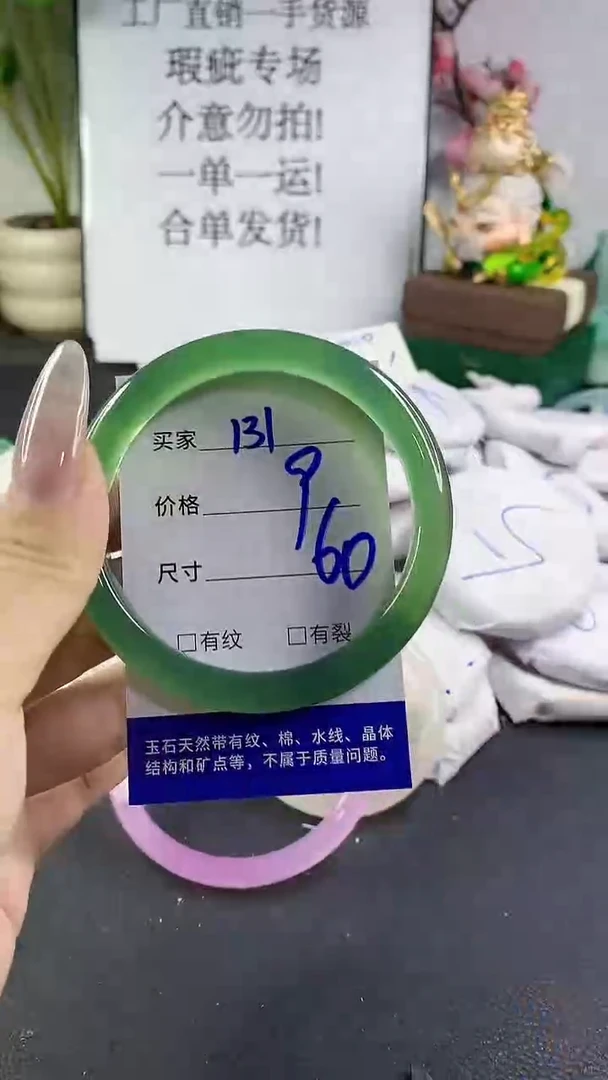 工厂直销一手货源
瑕疵专场
介意勿拍!
一单一运!
合单发货!
买家 131
价格 9
尺寸 60
□有纹 □有裂
玉石天然带有纹、棉、水线、晶体
结构和矿点等，不属于质量问题。